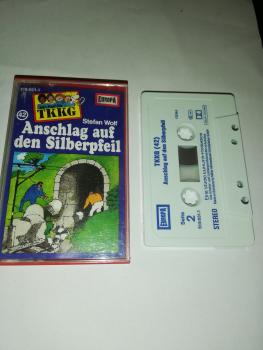 EUROPA
TKKG
42
Stefan Wolf
Anschlag auf
den Silberpfeil
TKKG (42)
Anschlag auf den Silberpfeil
EUROPA
Seite
2
STEREO